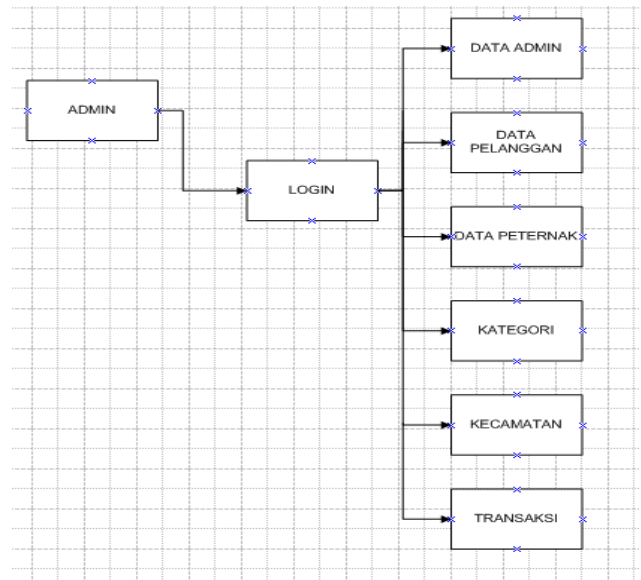 ADMIN
LOGIN
DATA ADMIN
DATA
PELANGGAN
DATA PETERNAK
KATEGORI
KECAMATAN
TRANSAKSI